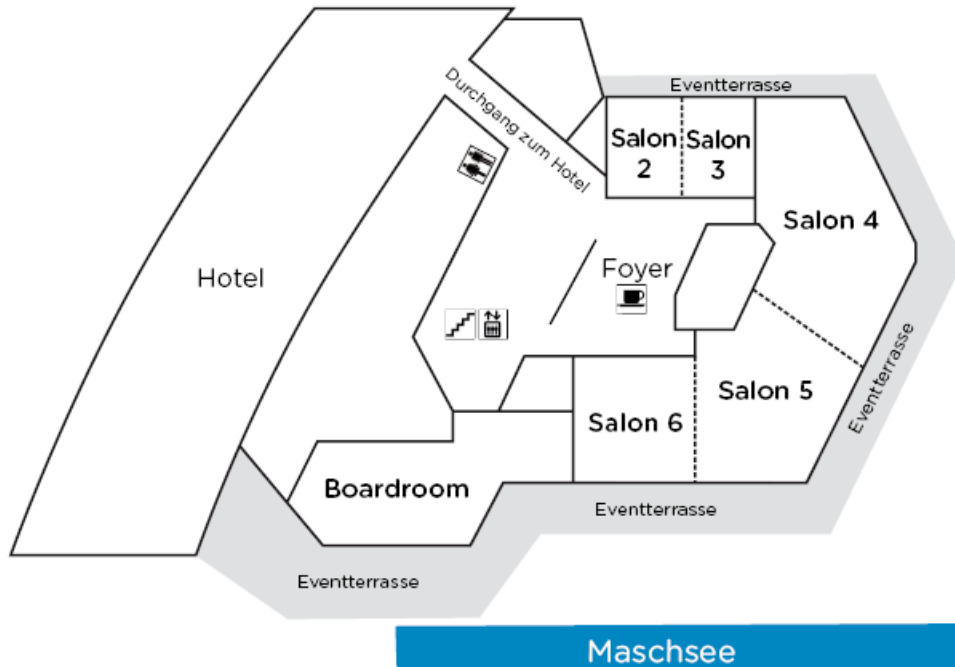 Eventterrasse
Durchgang zum Hotel
Salon
2
Salon
3
Salon 4
Hotel
Foyer
Eventterrasse
Salon 5
Salon 6
Boardroom
Eventterrasse
Eventterrasse
Maschsee